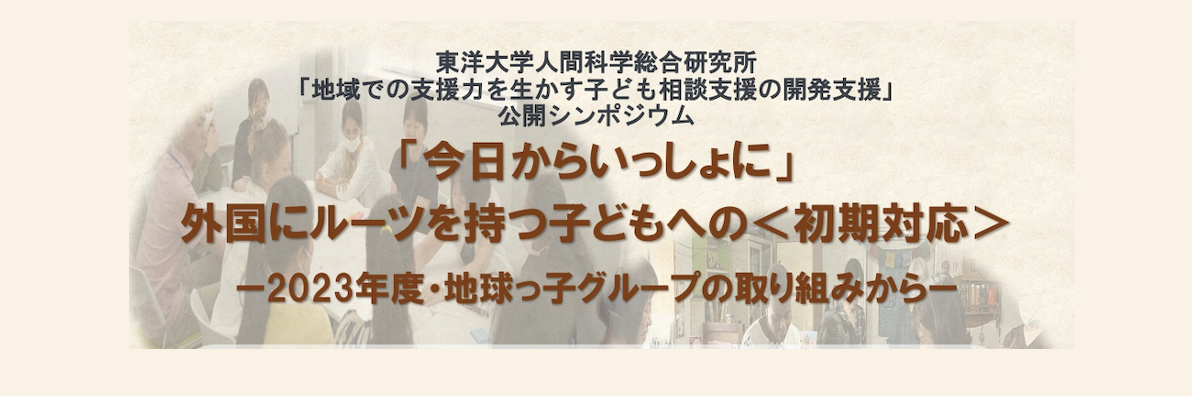 東洋大学人間科学総合研究所
「地域での支援力を生かす子ども相談支援の開発支援」
公開シンポジウム
「今日からいっしょに」
外国にルーツを持つ子どもへの＜初期対応＞
ー2023年度・地球っ子グループの取り組みからー